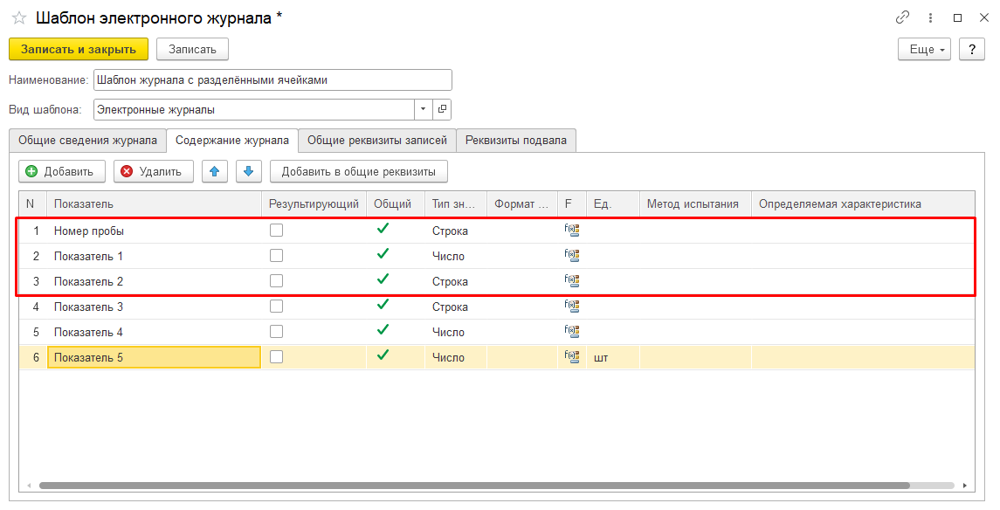 Шаблон электронного журнала *
Записать и закрыть Записать Еще ?
Наименование: Шаблон журнала с разделёнными ячейками
Вид шаблона: Электронные журналы
Общие сведения журнала Содержание журнала Общие реквизиты записей Реквизиты подвала
Добавить Удалить Добавить в общие реквизиты
N Показатель Результирующий Общий Тип зн... Формат ... F Ед. Метод испытания Определяемая характеристика
1 Номер пробы Строка
2 Показатель 1 Число
3 Показатель 2 Строка
4 Показатель 3 Строка
5 Показатель 4 Число
6 Показатель 5 Число шт